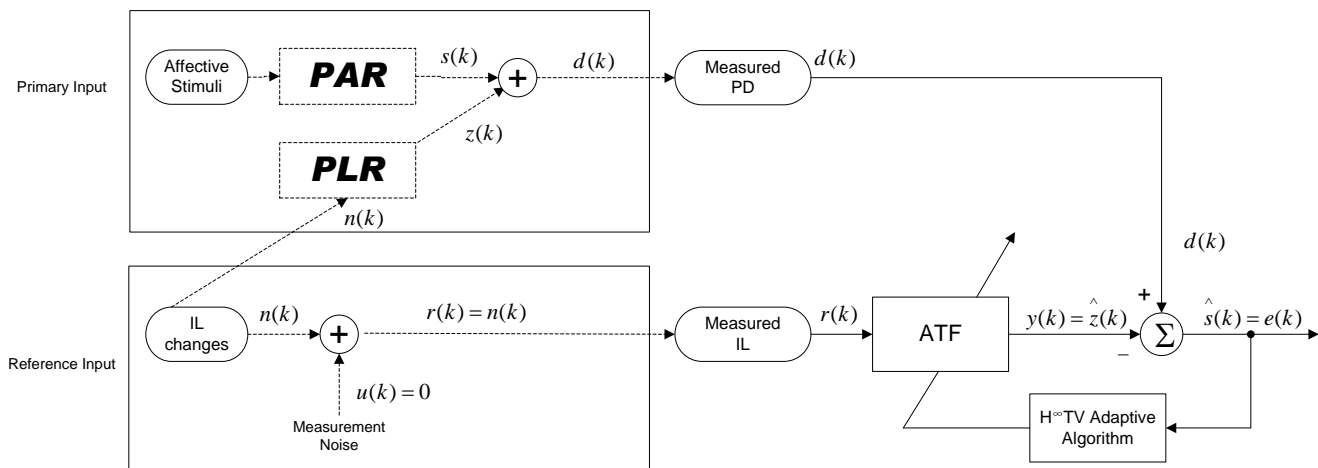 Primary Input
Affective
Stimuli
PAR
s(k)
+
d(k)
Measured
PD
d(k)
z(k)
PLR
n(k)
d(k)
Reference Input
IL
changes
n(k)
+
r(k) = n(k)
Measured
IL
r(k)
ATF
y(k) = ẑ(k)
+
−
Σ
ŝ(k) = e(k)
u(k) = 0
Measurement
Noise
H∞TV Adaptive
Algorithm